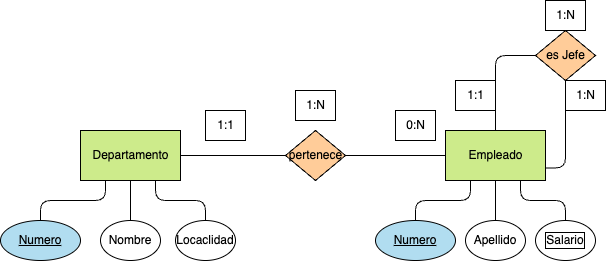 1:N
es Jefe
1:1
1:N
1:N
1:1
0:N
Departamento
pertenece
Empleado
Numero
Nombre
Locaclidad
Numero
Apellido
Salario